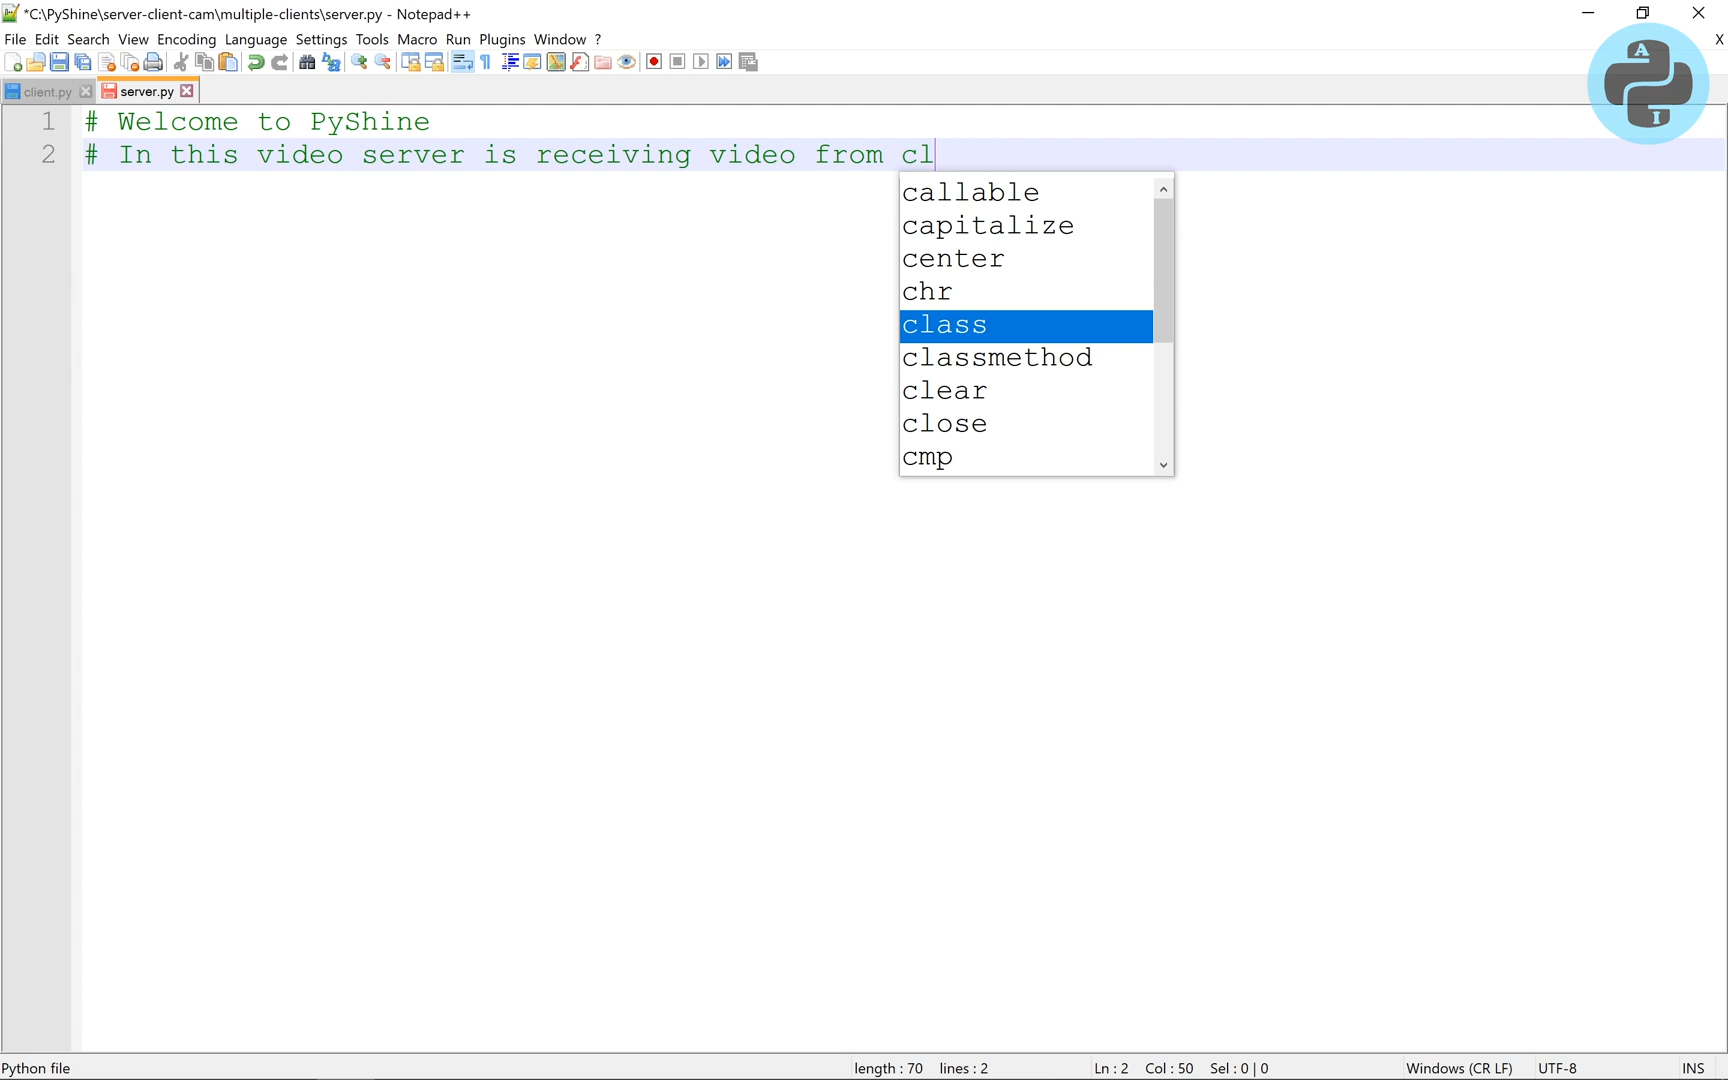 *C:\PyShine\server-client-cam\multiple-clients\server.py - Notepad++
File Edit Search View Encoding Language Settings Tools Macro Run Plugins Window ?
X
A
I
client.py server.py
1 # Welcome to PyShine
2 # In this video server is receiving video from cl
callable
capitalize
center
chr
class
classmethod
clear
close
cmp
Python file length : 70 lines : 2 Ln : 2 Col : 50 Sel : 0 | 0 Windows (CR LF) UTF-8 INS